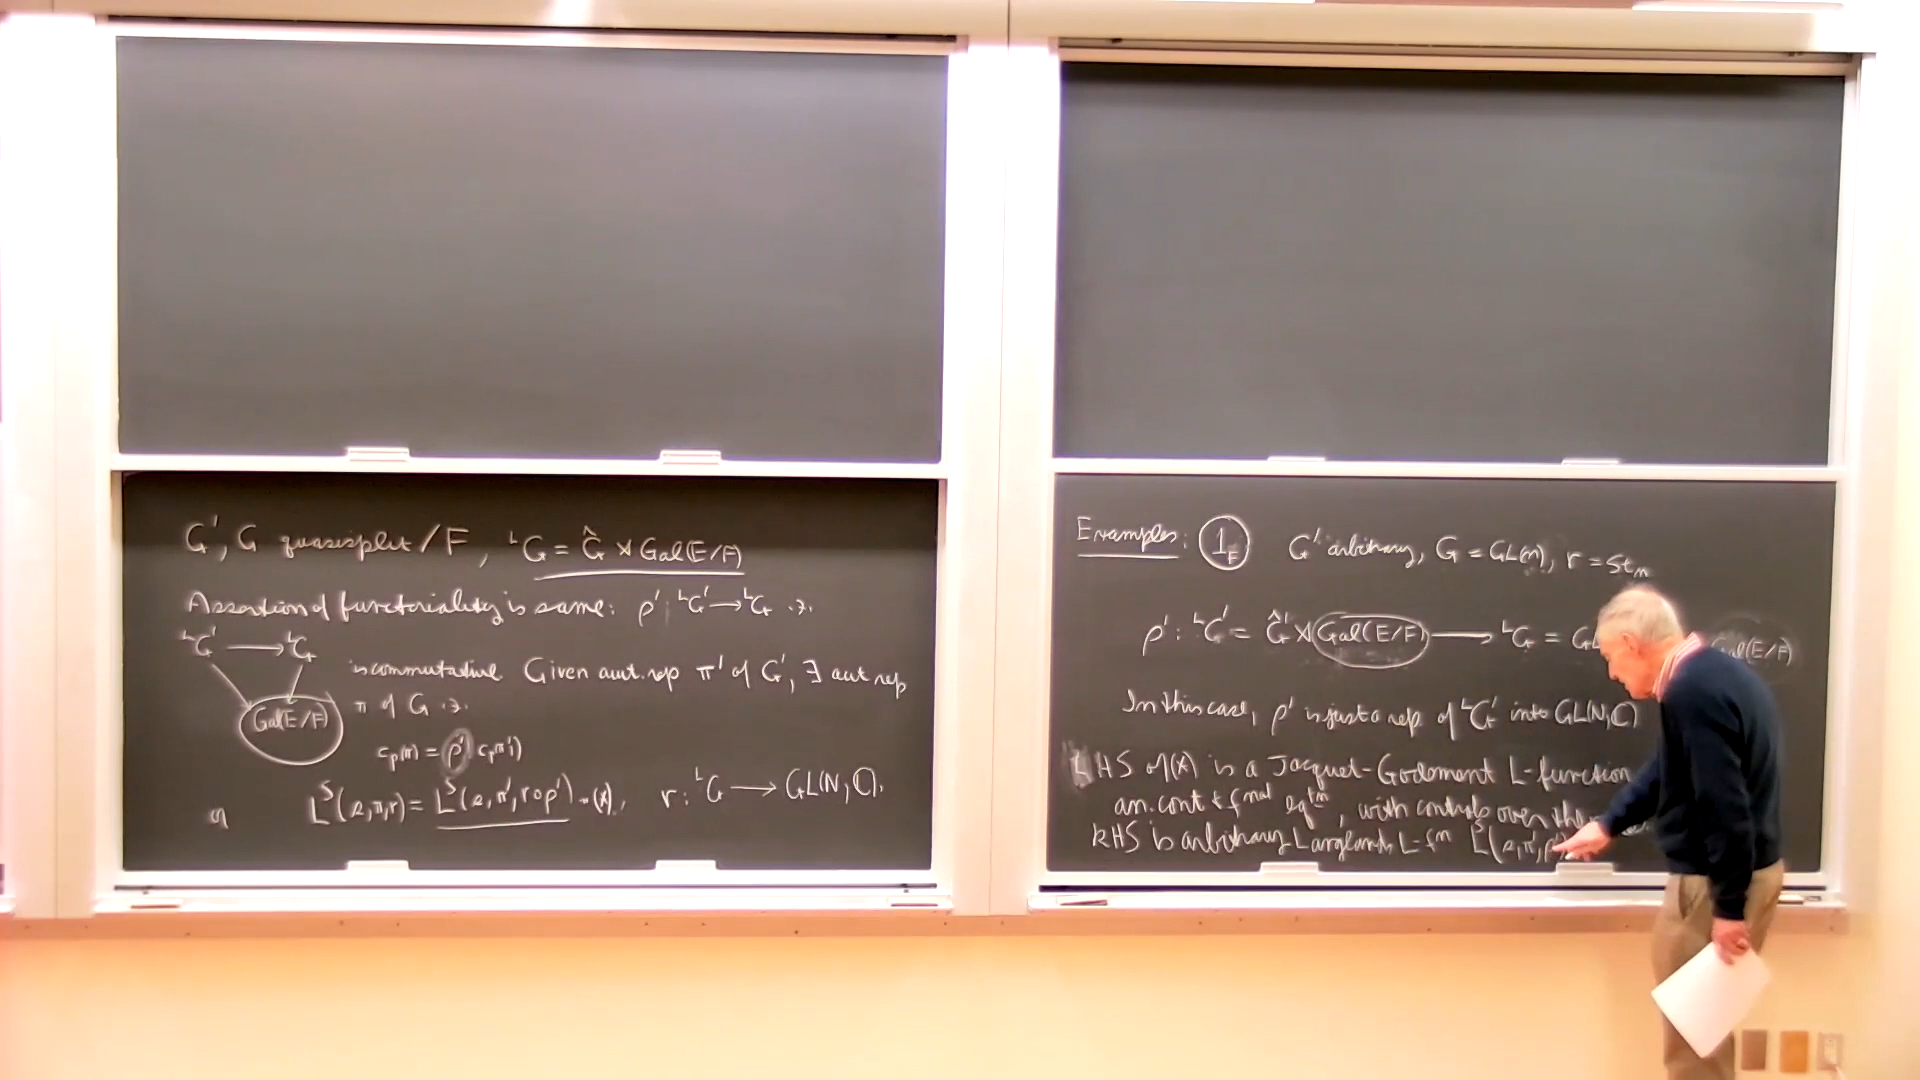 G', G quasisplit / F, ᴸG = Ĝ ⋊ Gal(E/F)
Assertion of functoriality is same: ρ' : ᴸG' → ᴸG ∙∋.
ᴸG' → ᴸG
is commutative. Given aut. rep π' of G', ∃ aut rep
Gal(E/F)
π of G ∙∋.
c_p(π) = ρ'(c_p(π'))
or L^S(s, π, r) = L^S(s, π', r∘ρ') - (*), r : ᴸG → GL(N, ℂ).
Examples: 1_F G' arbitrary, G = GL(n), r = St_n
ρ' : ᴸG' = Ĝ' ⋊ Gal(E/F) → ᴸG = GL Gal(E/F)
In this case, ρ' is just a rep of ᴸG' into GL(N, ℂ)
LHS of (*) is a Jacquet-Godement L-function
an. cont & f^nal eq^tn, with controls over the
RHS is arbitrary Langlands L-f^n L^S(s, π', ρ'